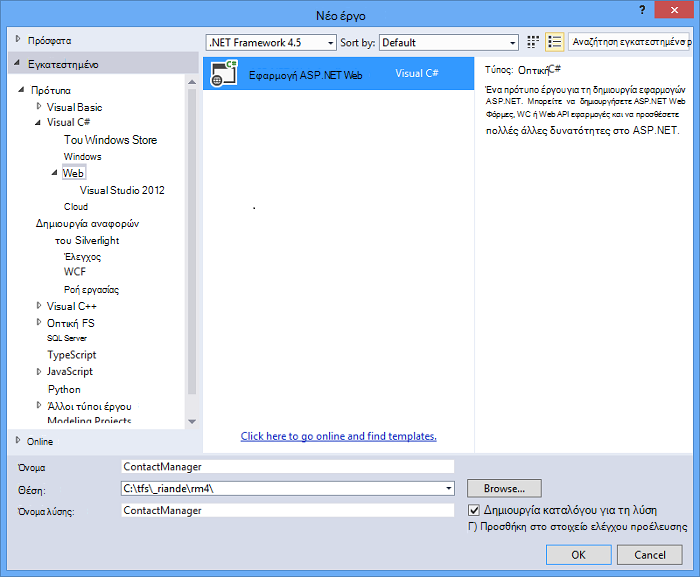 Νέο έργο
?
Πρόσφατα
.NET Framework 4.5
Sort by: Default
Αναζήτηση εγκατεστημένο ρ
Εγκατεστημένο
Πρότυπα
Visual Basic
Visual C#
Του Windows Store
Windows
Web
Visual Studio 2012
Cloud
Δημιουργία αναφορών
του Silverlight
Έλεγχος
WCF
Ροή εργασίας
Visual C++
Οπτική FS
SQL Server
TypeScript
JavaScript
Python
Άλλοι τύποι έργου
Modeling Projects
Online
Εφαρμογή ASP.NET Web Visual C#
Click here to go online and find templates.
Τύπος: ΟπτικήC#
Ένα πρότυπο έργου για τη δημιουργία εφαρμογών
ASP.NET. Μπορείτε να δημιουργήσετε ASP.NET Web
Φόρμες, WC ή Web API εφαρμογές και να προσθέσετε
πολλές άλλες δυνατότητες στο ASP.NET.
Όνομα ContactManager
Θέση: C:\tfs\_riande\rm4\ Browse...
Όνομα λύσης: ContactManager
Δημιουργία καταλόγου για τη λύση
Γ) Προσθήκη στο στοιχείο ελέγχου προέλευσης
OK Cancel